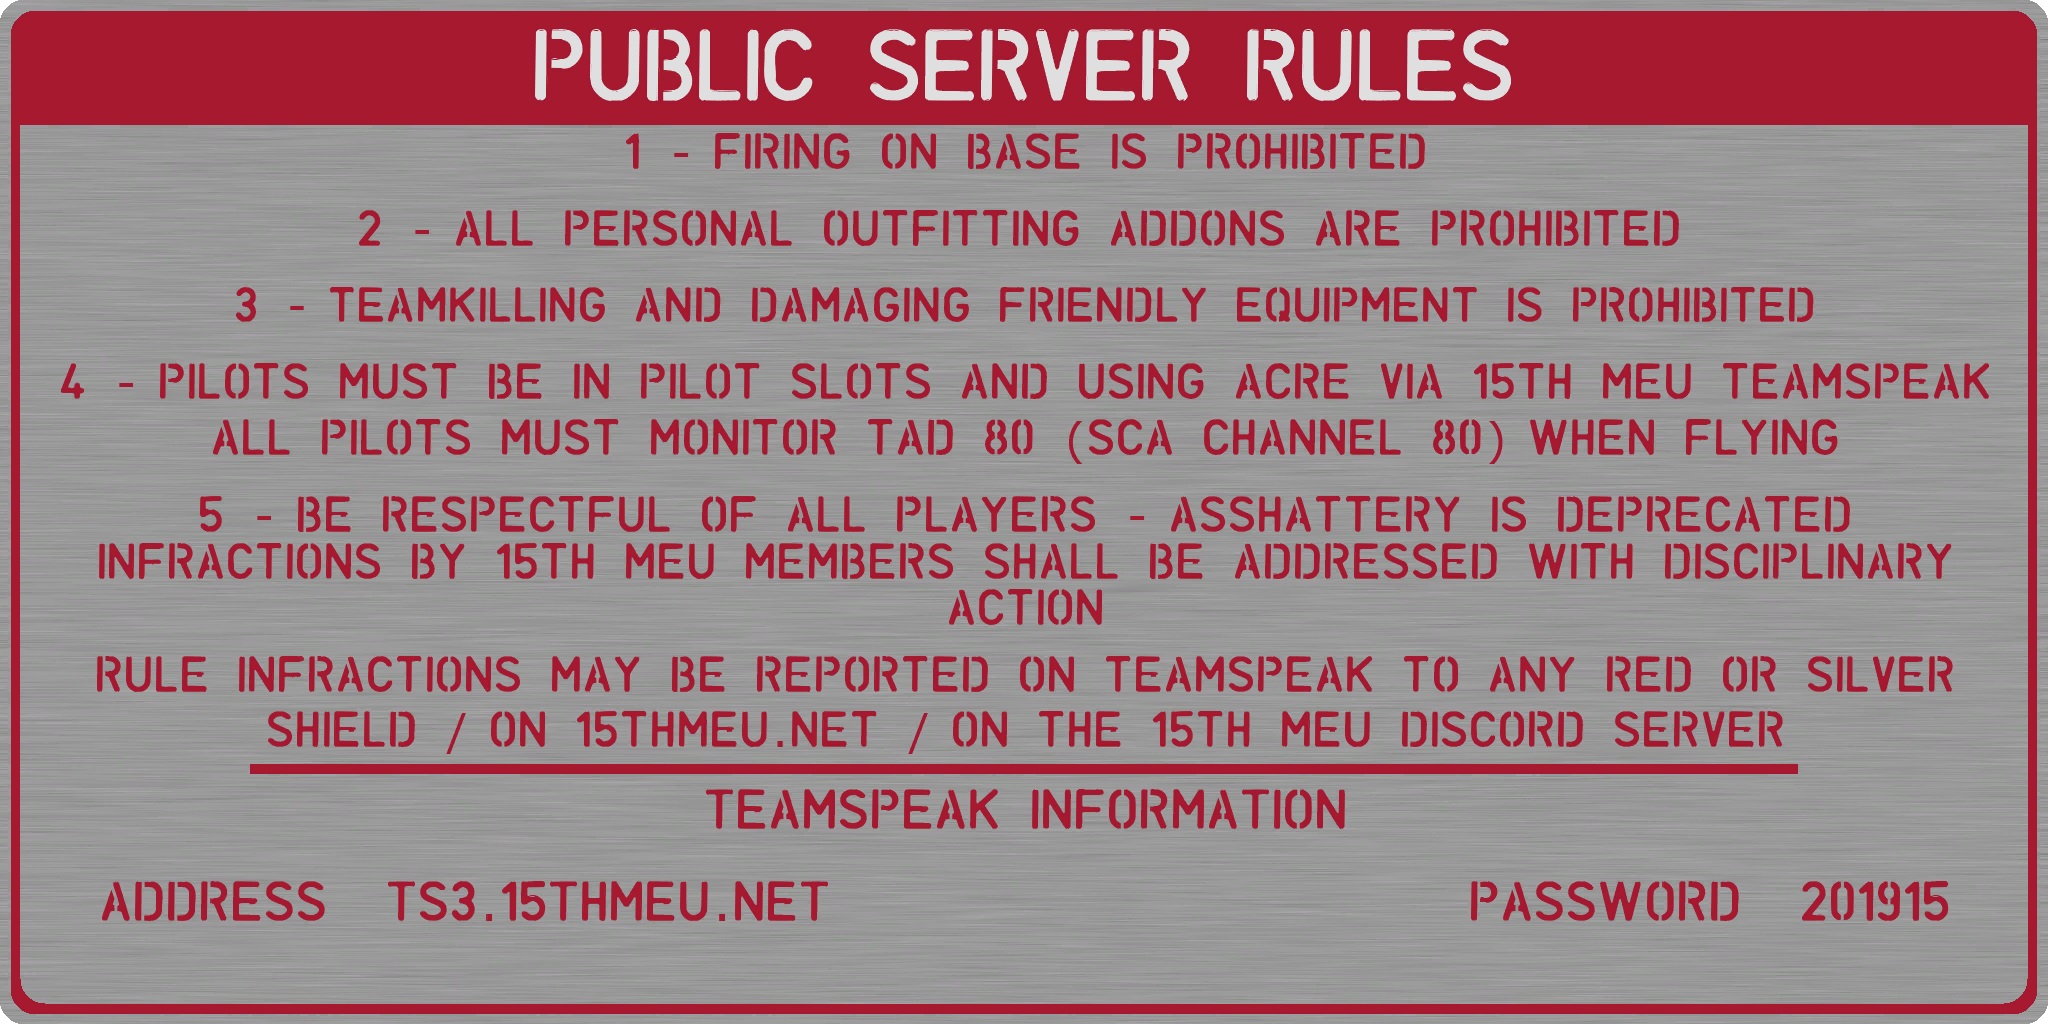 PUBLIC SERVER RULES
1 - FIRING ON BASE IS PROHIBITED
2 - ALL PERSONAL OUTFITTING ADDONS ARE PROHIBITED
3 - TEAMKILLING AND DAMAGING FRIENDLY EQUIPMENT IS PROHIBITED
4 - PILOTS MUST BE IN PILOT SLOTS AND USING ACRE VIA 15TH MEU TEAMSPEAK
ALL PILOTS MUST MONITOR TAD 80 (SCA CHANNEL 80) WHEN FLYING
5 - BE RESPECTFUL OF ALL PLAYERS - ASSHATTERY IS DEPRECATED
INFRACTIONS BY 15TH MEU MEMBERS SHALL BE ADDRESSED WITH DISCIPLINARY
ACTION
RULE INFRACTIONS MAY BE REPORTED ON TEAMSPEAK TO ANY RED OR SILVER
SHIELD / ON 15THMEU.NET / ON THE 15TH MEU DISCORD SERVER
TEAMSPEAK INFORMATION
ADDRESS TS3.15THMEU.NET PASSWORD 201915